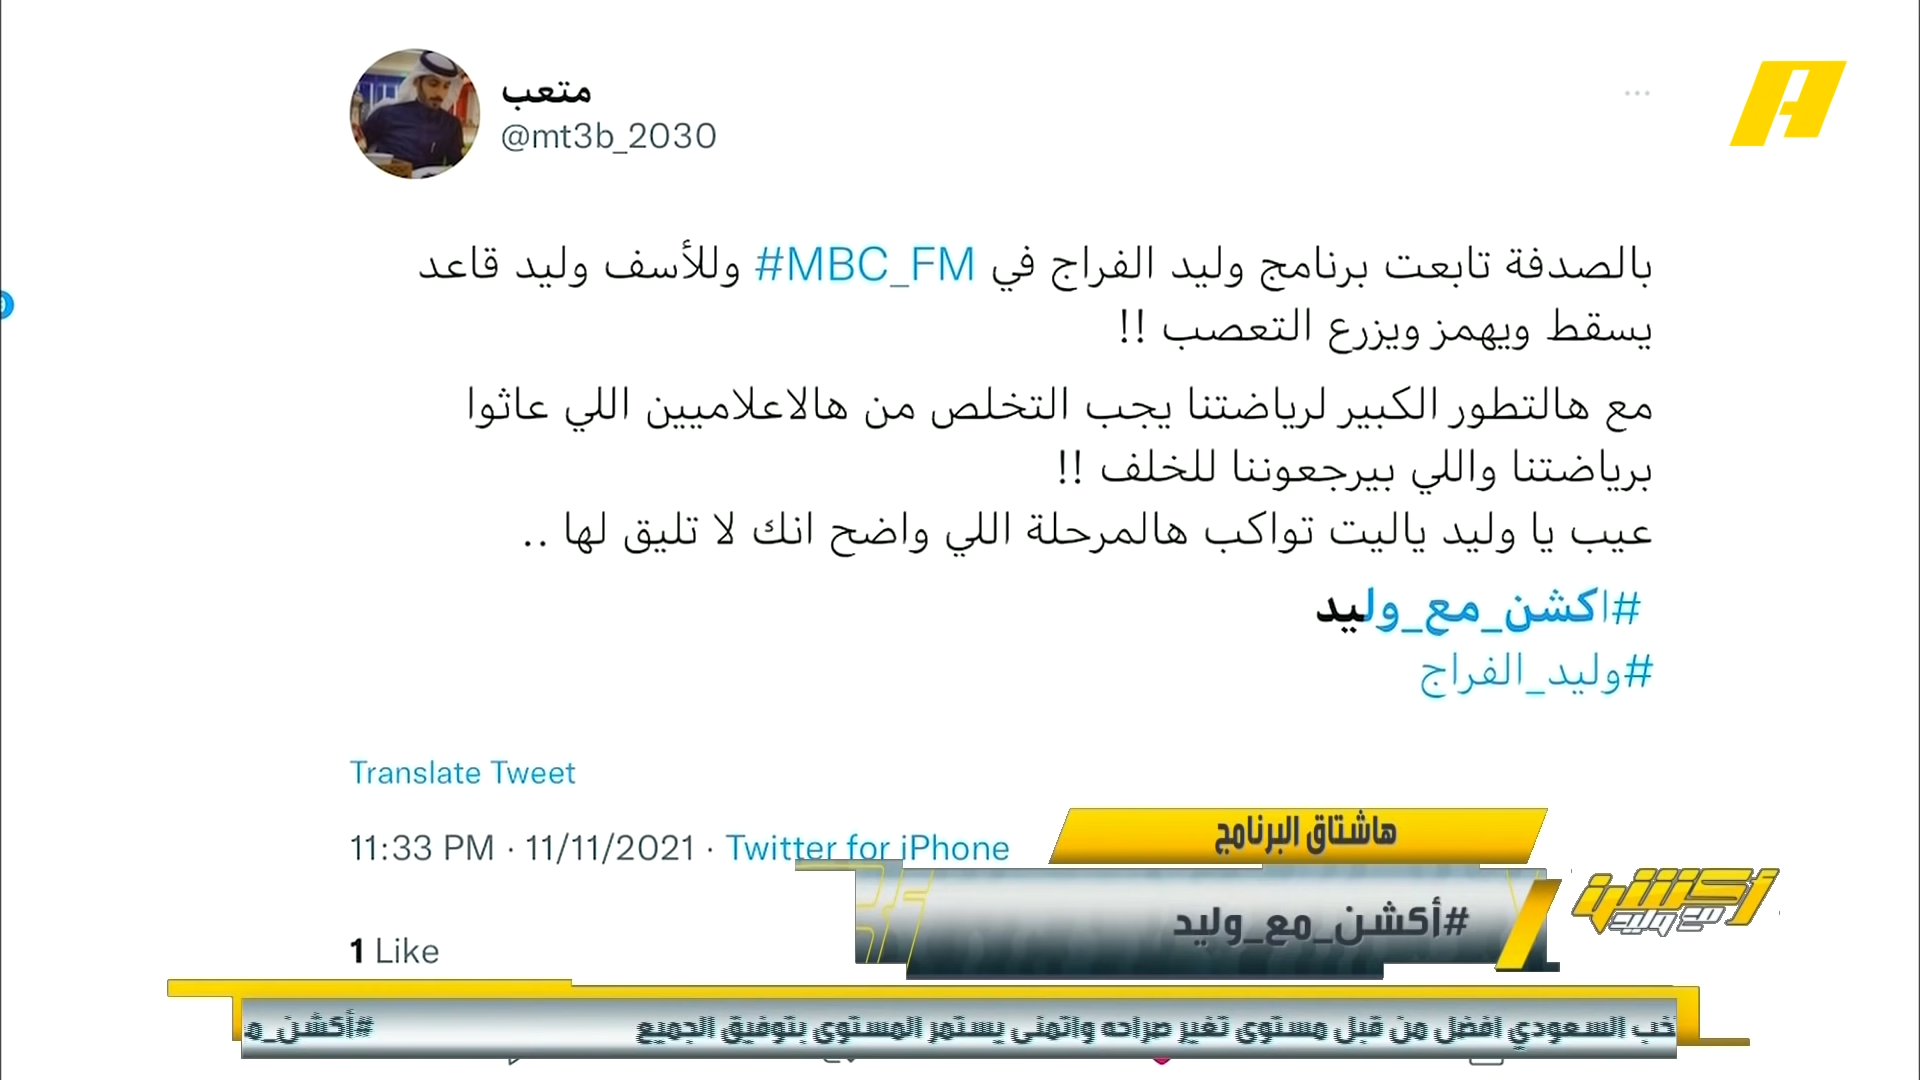 متعب
@mt3b_2030
بالصدفة تابعت برنامج وليد الفراج في #MBC_FM وللأسف وليد قاعد
يسقط ويهمز ويزرع التعصب !!
مع هالتطور الكبير لرياضتنا يجب التخلص من هالاعلاميين اللي عاثوا
برياضتنا واللي بيرجعوننا للخلف !!
عيب يا وليد ياليت تواكب هالمرحلة اللي واضح انك لا تليق لها ..
#اكشن_مع_وليد
#وليد_الفراج
Translate Tweet
11:33 PM · 11/11/2021 · Twitter for iPhone
1 Like
هاشتاق البرنامج
#أكشن_مع_وليد
أكشن مع وليد
السعودي افضل من قبل مستوى تغير صراحه واتمنى يستمر المستوى بتوفيق الجميع #أكشن_مـ